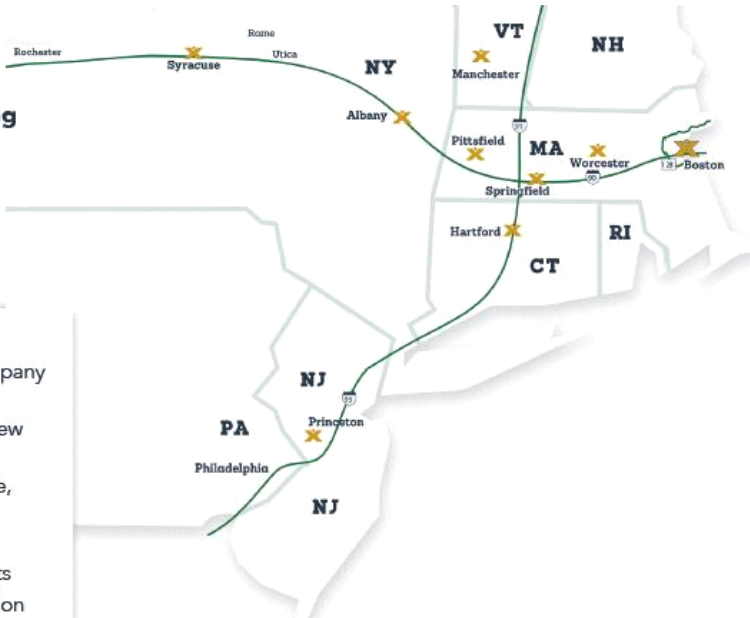 VT
NH
Rome
Rochester
Utica
Syracuse
NY
Manchester
g
Albany
91
Pittsfield
MA
Worcester
Boston
128
90
Springfield
Hartford
RI
CT
pany
NJ
95
ew
PA
Princeton
Philadelphia
e,
NJ
ts
on